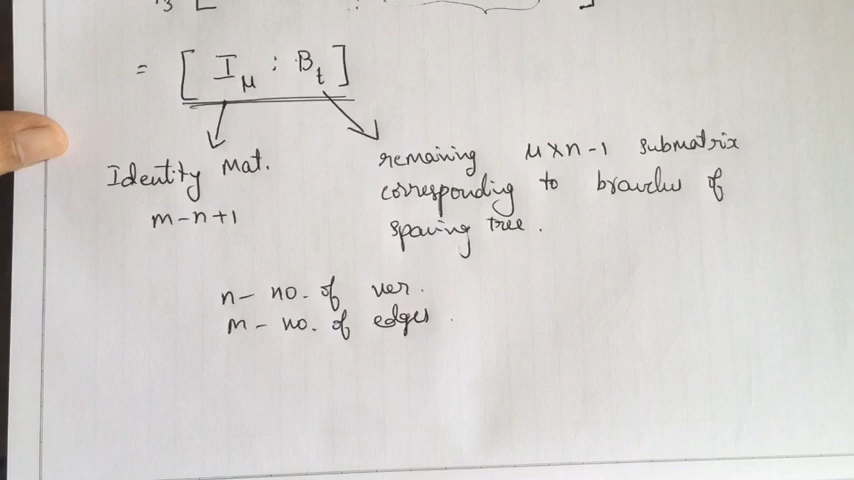 3 [ : ]
= [ I_μ : B_t ]
Identity Mat.
m-n+1
remaining μ×n-1 submatrix
corresponding to branches of
spaning tree.
n- no. of ver.
m- no. of edges.